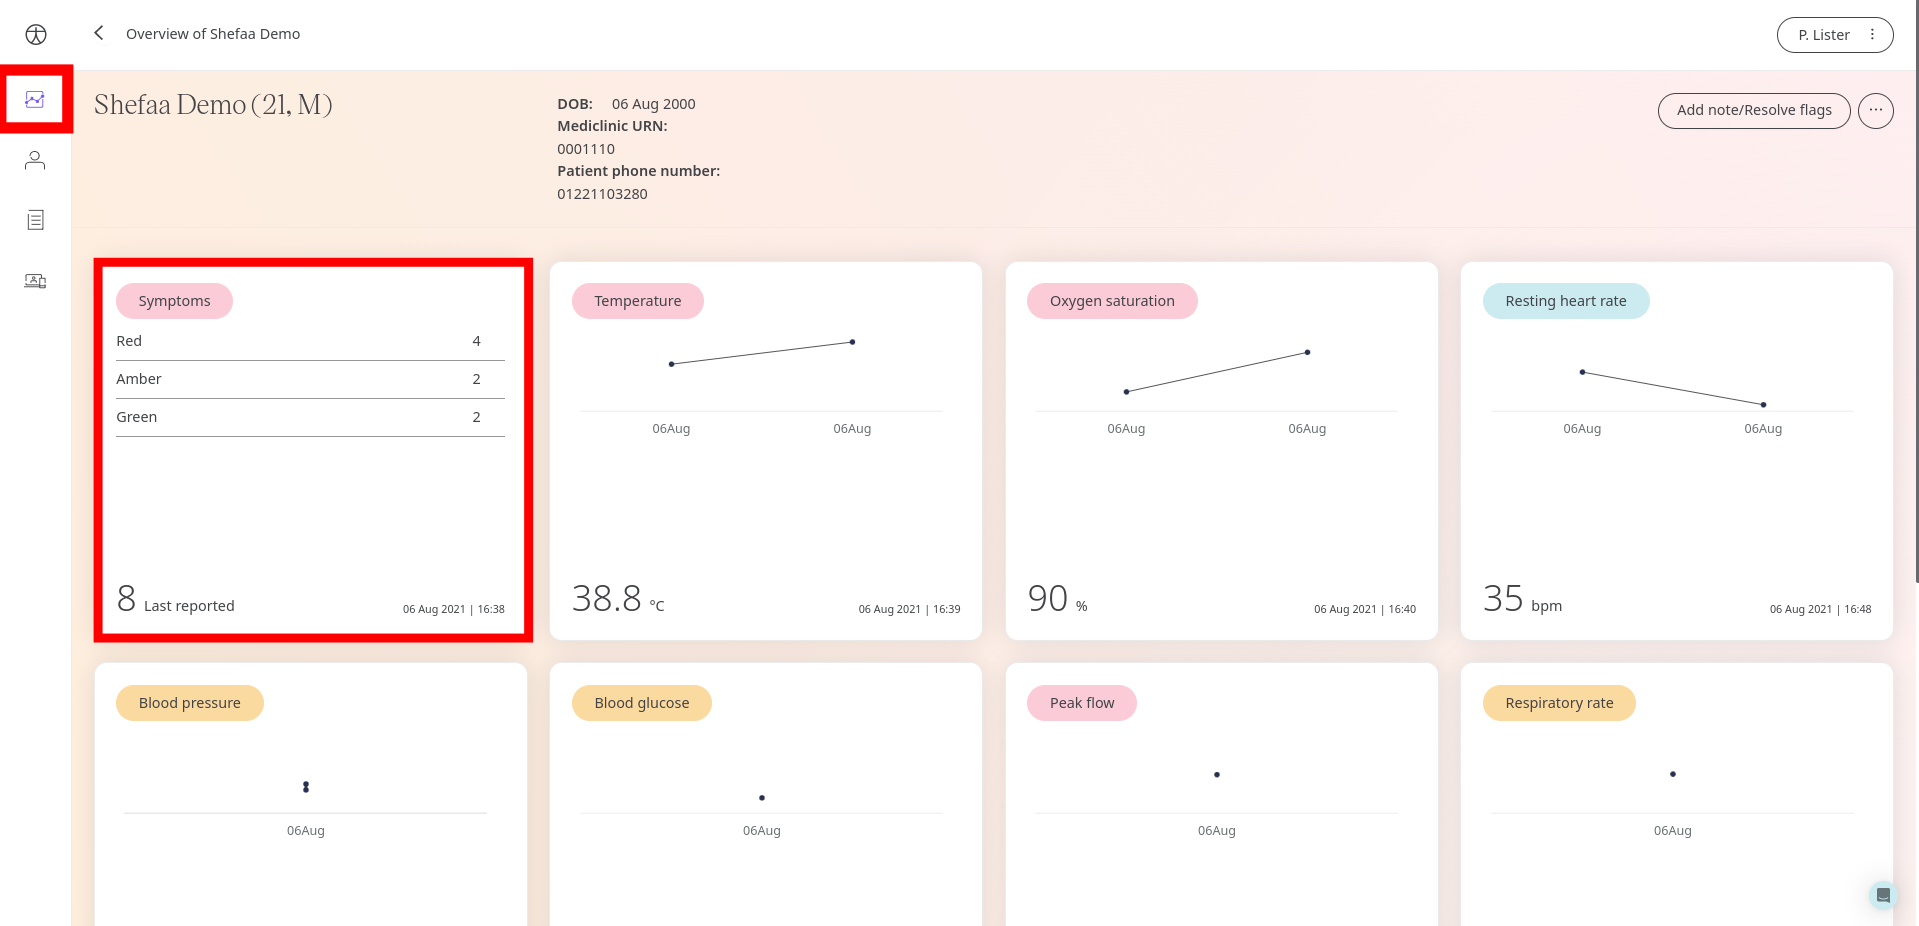 Overview of Shefaa Demo
P. Lister
Shefaa Demo (21, M)
DOB: 06 Aug 2000
Mediclinic URN:
0001110
Patient phone number:
01221103280
Add note/Resolve flags
Symptoms
Red 4
Amber 2
Green 2
8 Last reported 06 Aug 2021 | 16:38
Temperature
06Aug 06Aug
38.8 °C 06 Aug 2021 | 16:39
Oxygen saturation
06Aug 06Aug
90 % 06 Aug 2021 | 16:40
Resting heart rate
06Aug 06Aug
35 bpm 06 Aug 2021 | 16:48
Blood pressure
06Aug
Blood glucose
06Aug
Peak flow
06Aug
Respiratory rate
06Aug